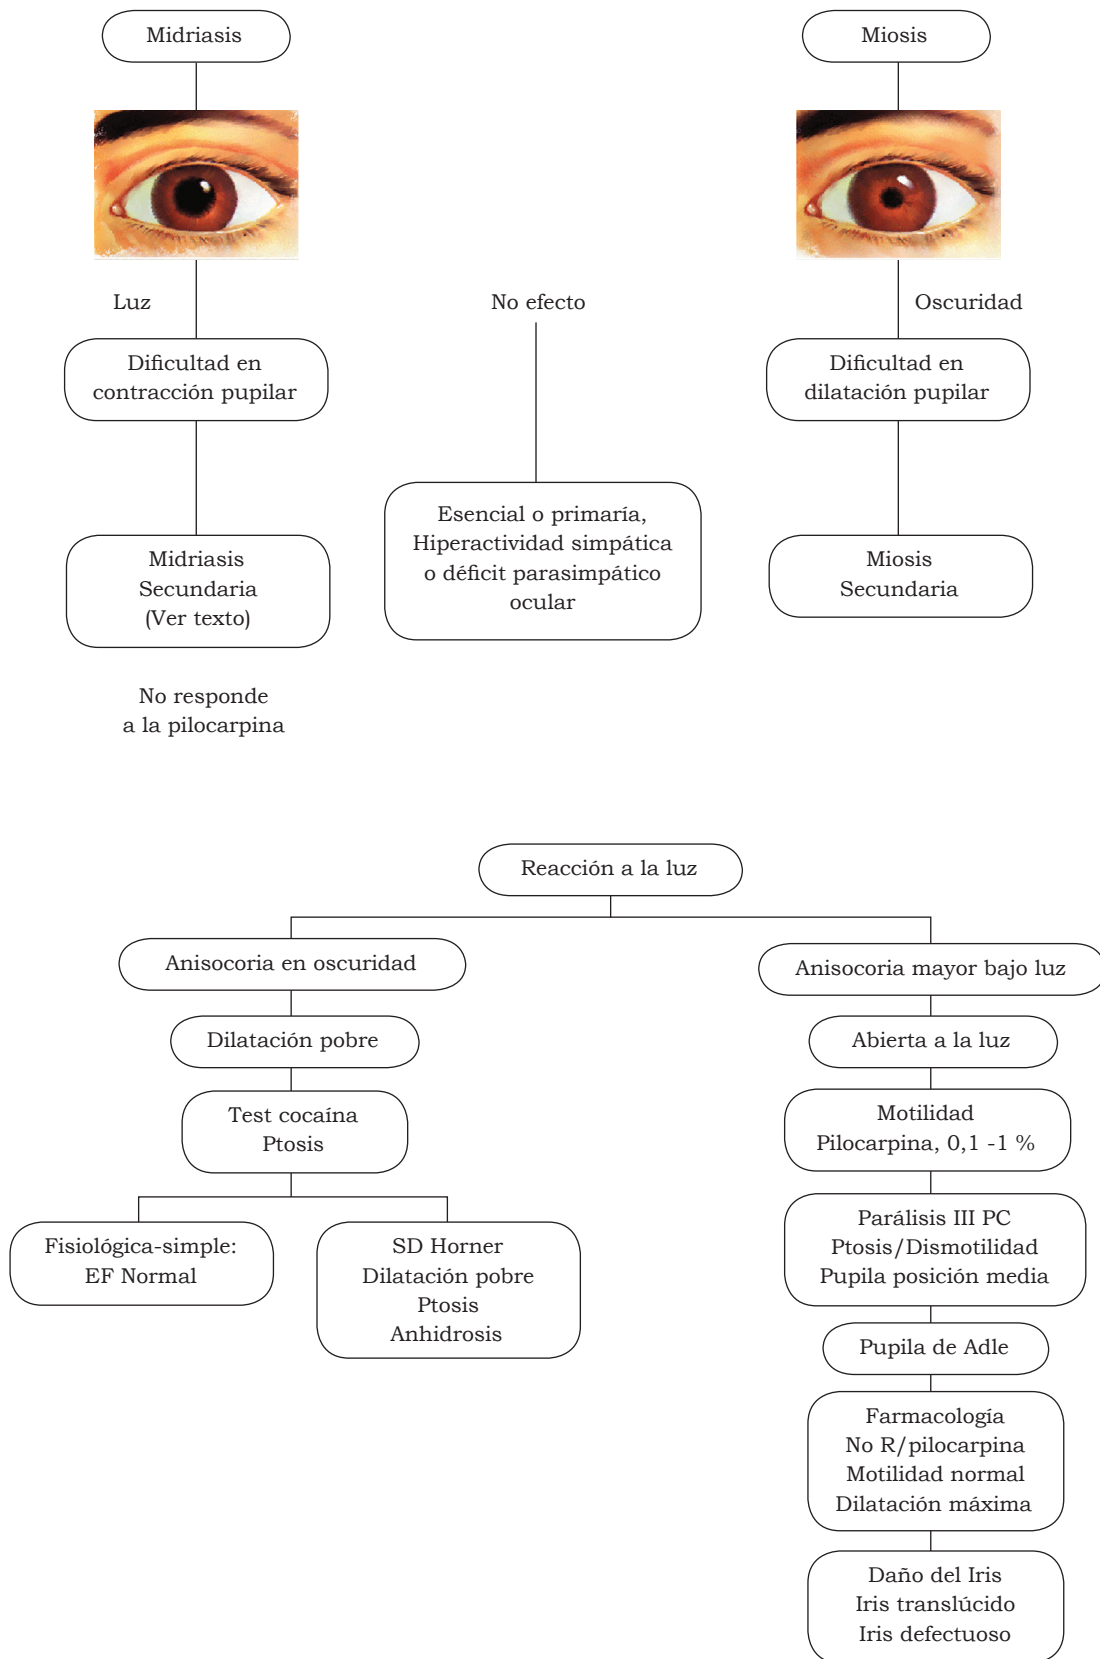 Midriasis
Miosis
Luz
No efecto
Oscuridad
Dificultad en
contracción pupilar
Dificultad en
dilatación pupilar
Midriasis
Secundaria
(Ver texto)
Esencial o primaría,
Hiperactividad simpática
o déficit parasimpático
ocular
Miosis
Secundaria
No responde
a la pilocarpina
Reacción a la luz
Anisocoria en oscuridad
Anisocoria mayor bajo luz
Dilatación pobre
Abierta a la luz
Test cocaína
Ptosis
Motilidad
Pilocarpina, 0,1 -1 %
Fisiológica-simple:
EF Normal
SD Horner
Dilatación pobre
Ptosis
Anhidrosis
Parálisis III PC
Ptosis/Dismotilidad
Pupila posición media
Pupila de Adle
Farmacología
No R/pilocarpina
Motilidad normal
Dilatación máxima
Daño del Iris
Iris translúcido
Iris defectuoso